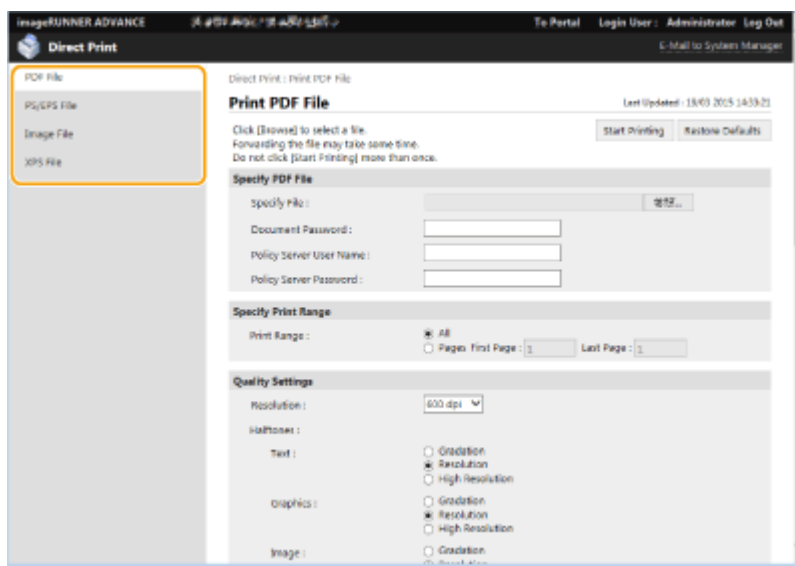 imageRUNNER ADVANCE To Portal Login User : Administrator Log Out
Direct Print E-Mail to System Manager
PDF File
PS/EPS File
Image File
XPS File
Direct Print : Print PDF File
Print PDF File Last Updated : 19/03 2015 14:33:21
Click [Browse] to select a file.
Forwarding the file may take some time.
Do not click [Start Printing] more than once.
Start Printing Restore Defaults
Specify PDF File
Specify File : 参照...
Document Password :
Policy Server User Name :
Policy Server Password :
Specify Print Range
Print Range : All
Pages First Page : 1 Last Page : 1
Quality Settings
Resolution : 600 dpi
Halftones :
Text : Gradation
Resolution
High Resolution
Graphics : Gradation
Resolution
High Resolution
Image : Gradation
Resolution